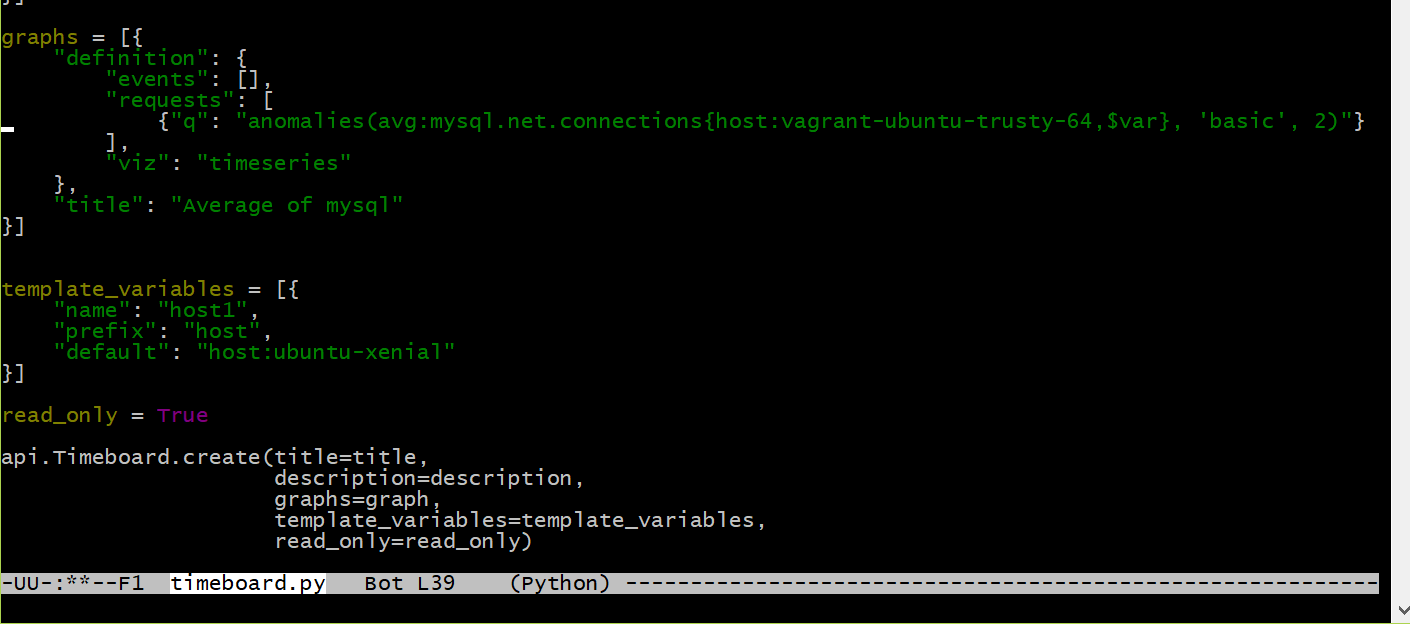 }]
graphs = [{
    "definition": {
        "events": [],
        "requests": [
            {"q": "anomalies(avg:mysql.net.connections{host:vagrant-ubuntu-trusty-64,$var}, 'basic', 2)"}
        ],
        "viz": "timeseries"
    },
    "title": "Average of mysql"
}]
template_variables = [{
    "name": "host1",
    "prefix": "host",
    "default": "host:ubuntu-xenial"
}]
read_only = True
api.Timeboard.create(title=title,
                     description=description,
                     graphs=graph,
                     template_variables=template_variables,
                     read_only=read_only)
-UU-:**--F1  timeboard.py   Bot L39    (Python) ----------------------------------------------------------